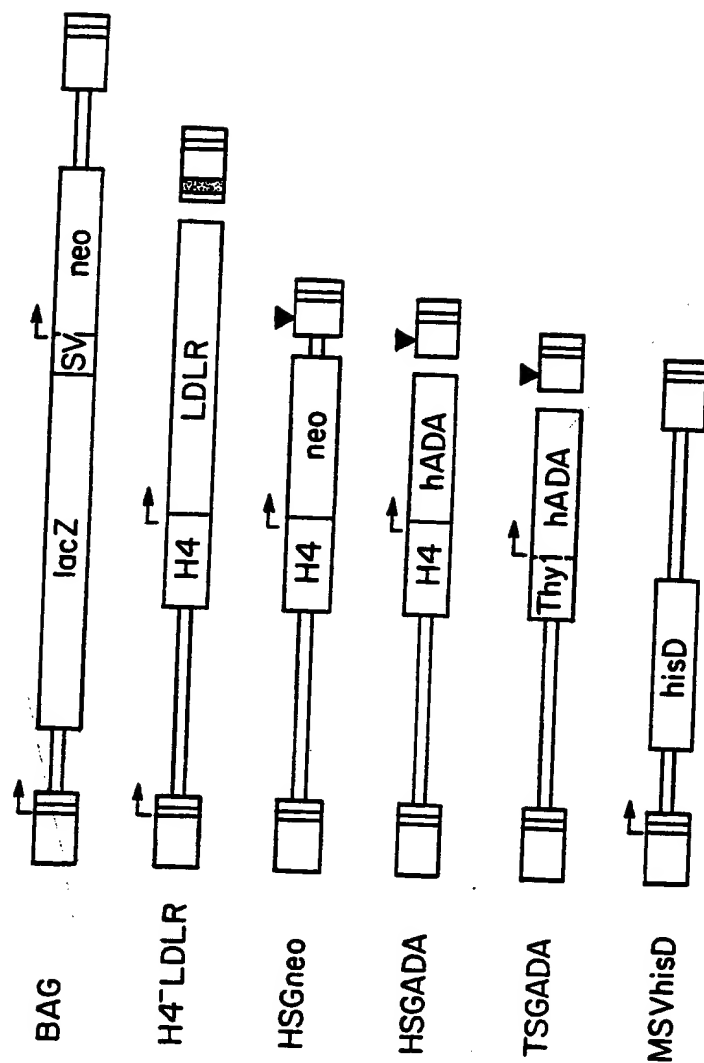 BAG
lacZ
SV
neo
H4-LDLR
H4
LDLR
HSGneo
H4
neo
HSGADA
H4
hADA
TSGADA
Thy
hADA
MSVhisD
hisD